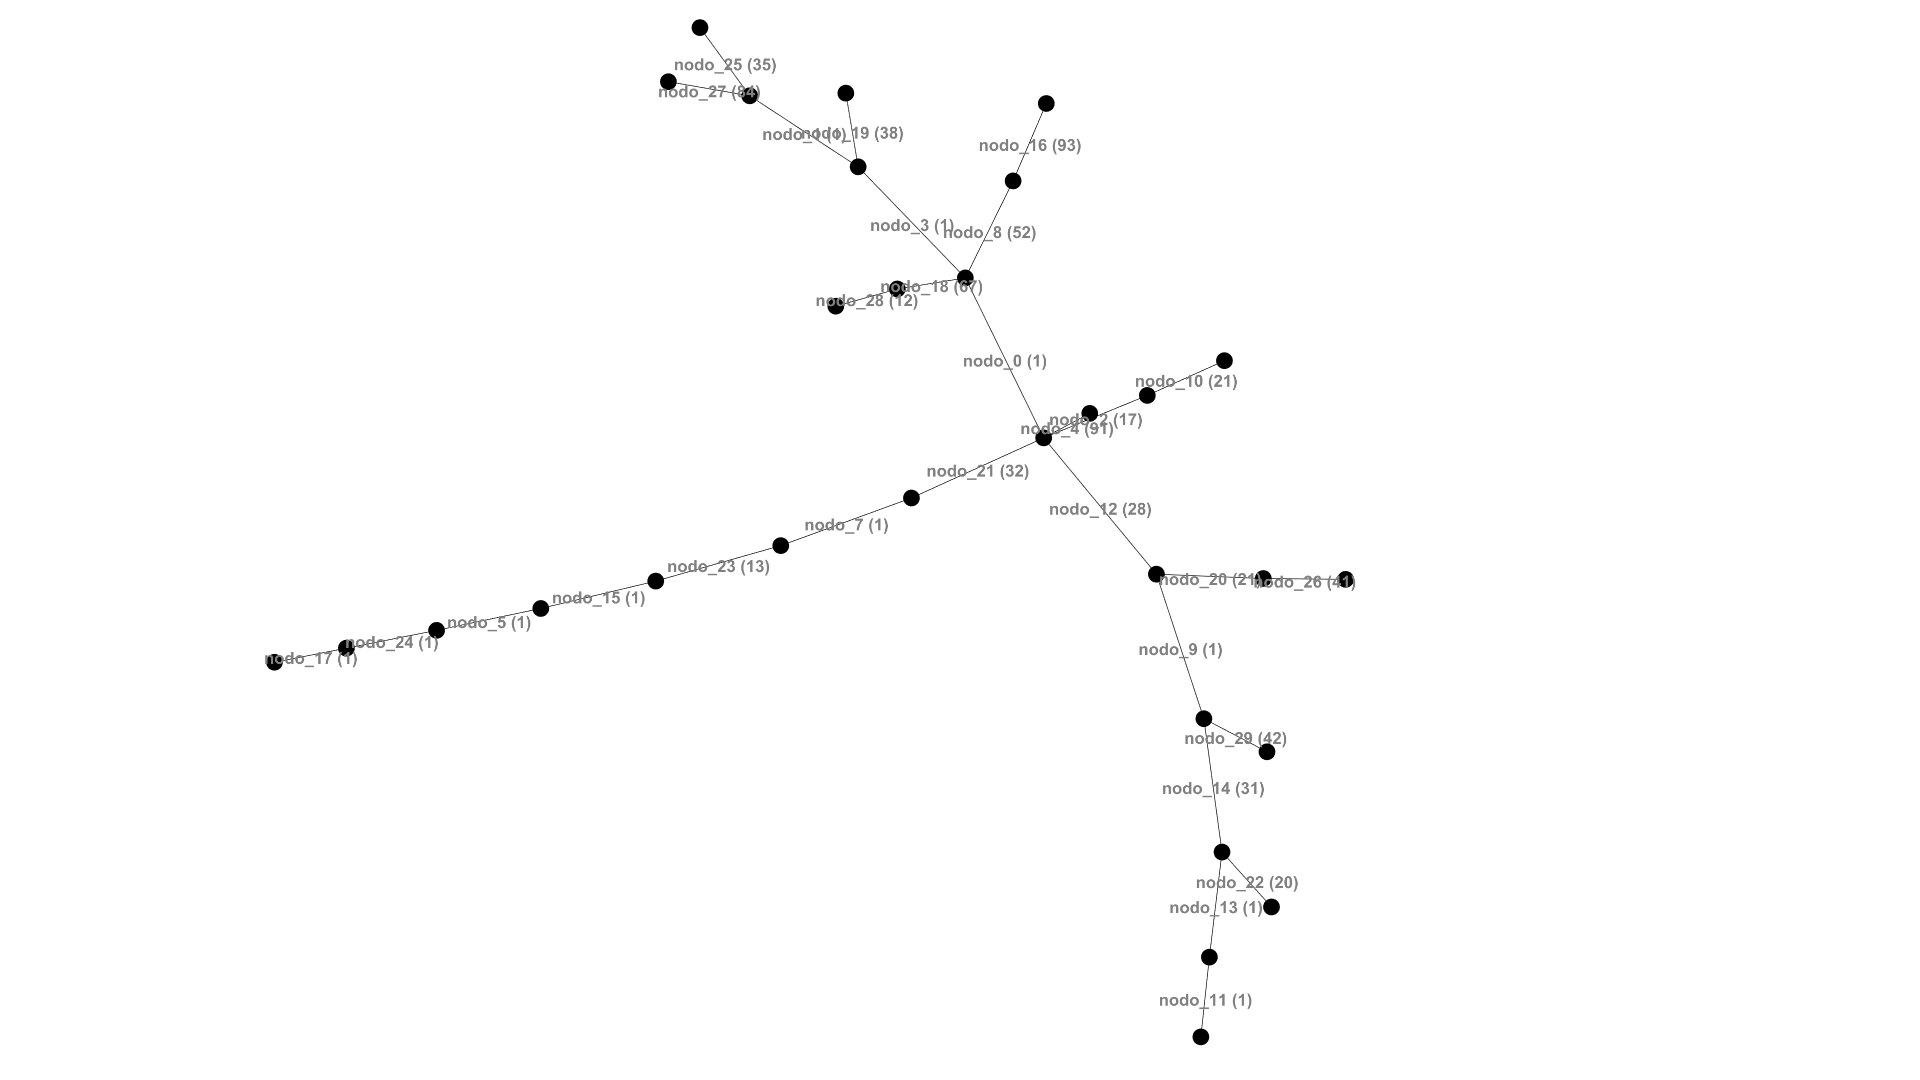 nodo_25 (35)
nodo_27 (84)
nodo_1 (1)
nodo_19 (38)
nodo_16 (93)
nodo_3 (1)
nodo_8 (52)
nodo_18 (67)
nodo_28 (12)
nodo_0 (1)
nodo_10 (21)
nodo_2 (17)
nodo_4 (91)
nodo_21 (32)
nodo_12 (28)
nodo_7 (1)
nodo_23 (13)
nodo_20 (21)
nodo_26 (41)
nodo_15 (1)
nodo_5 (1)
nodo_24 (1)
nodo_17 (1)
nodo_9 (1)
nodo_29 (42)
nodo_14 (31)
nodo_22 (20)
nodo_13 (1)
nodo_11 (1)